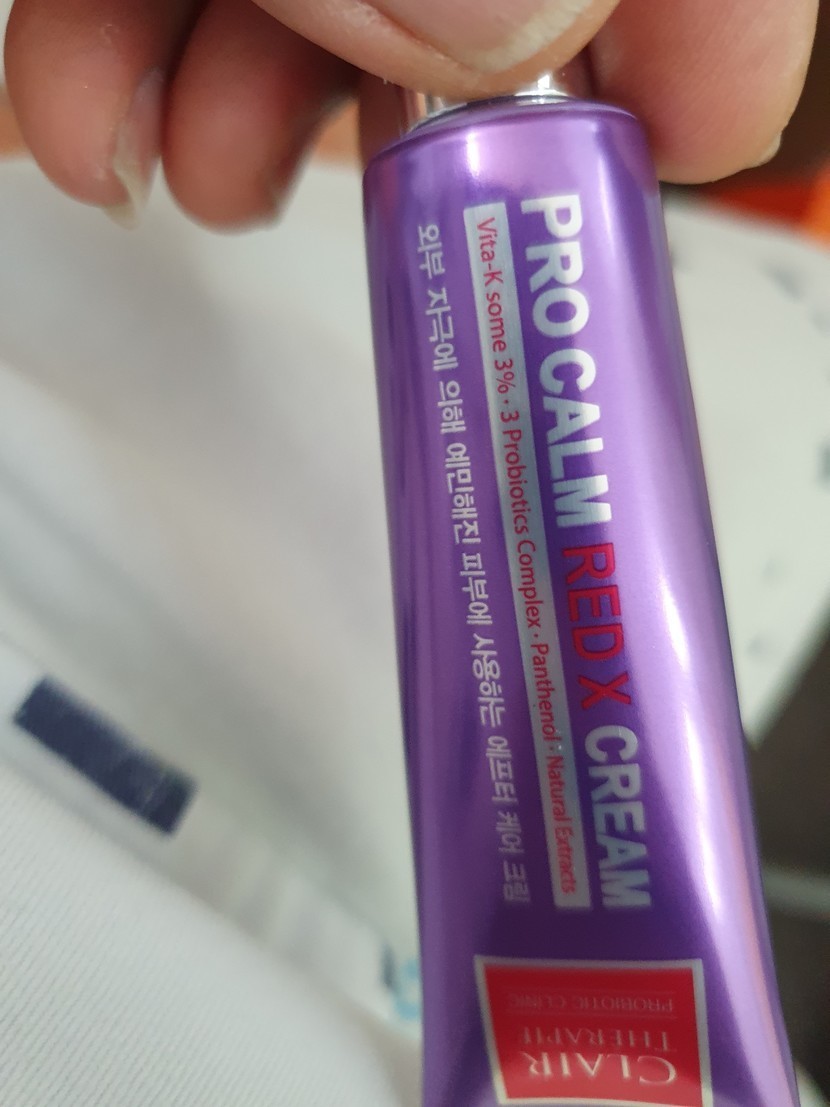 PRO CALM RED X CREAM
Vita-K some 3% · 3 Probiotics Complex · Panthenol · Natural Extracts
외부 자극에 의해 예민해진 피부에 사용하는 에프터 케어 크림
CLAIR
THERAPIE
PROBIOTIC CLINIC